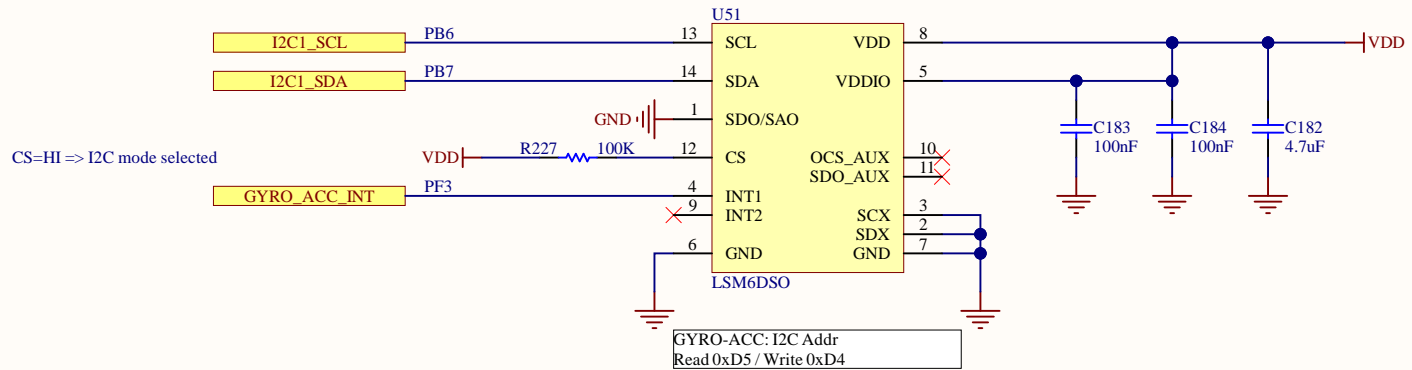 U51
I2C1_SCL PB6 13 SCL VDD 8 VDD
I2C1_SDA PB7 14 SDA VDDIO 5
GND 1 SDO/SAO
C183 C184 C182
100nF 100nF 4.7uF
CS=HI => I2C mode selected VDD R227 100K 12 CS OCS_AUX 10
SDO_AUX 11
GYRO_ACC_INT PF3 4 INT1
9 INT2 SCX 3
SDX 2
6 GND GND 7
LSM6DSO
GYRO-ACC: I2C Addr
Read 0xD5 / Write 0xD4